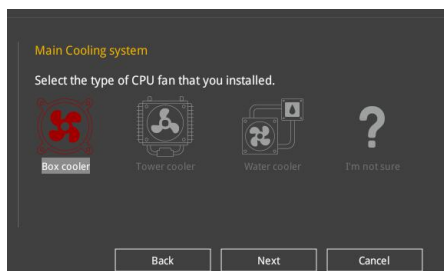 Main Cooling system
Select the type of CPU fan that you installed.
Box cooler
Tower cooler
Water cooler
I'm not sure
Back
Next
Cancel